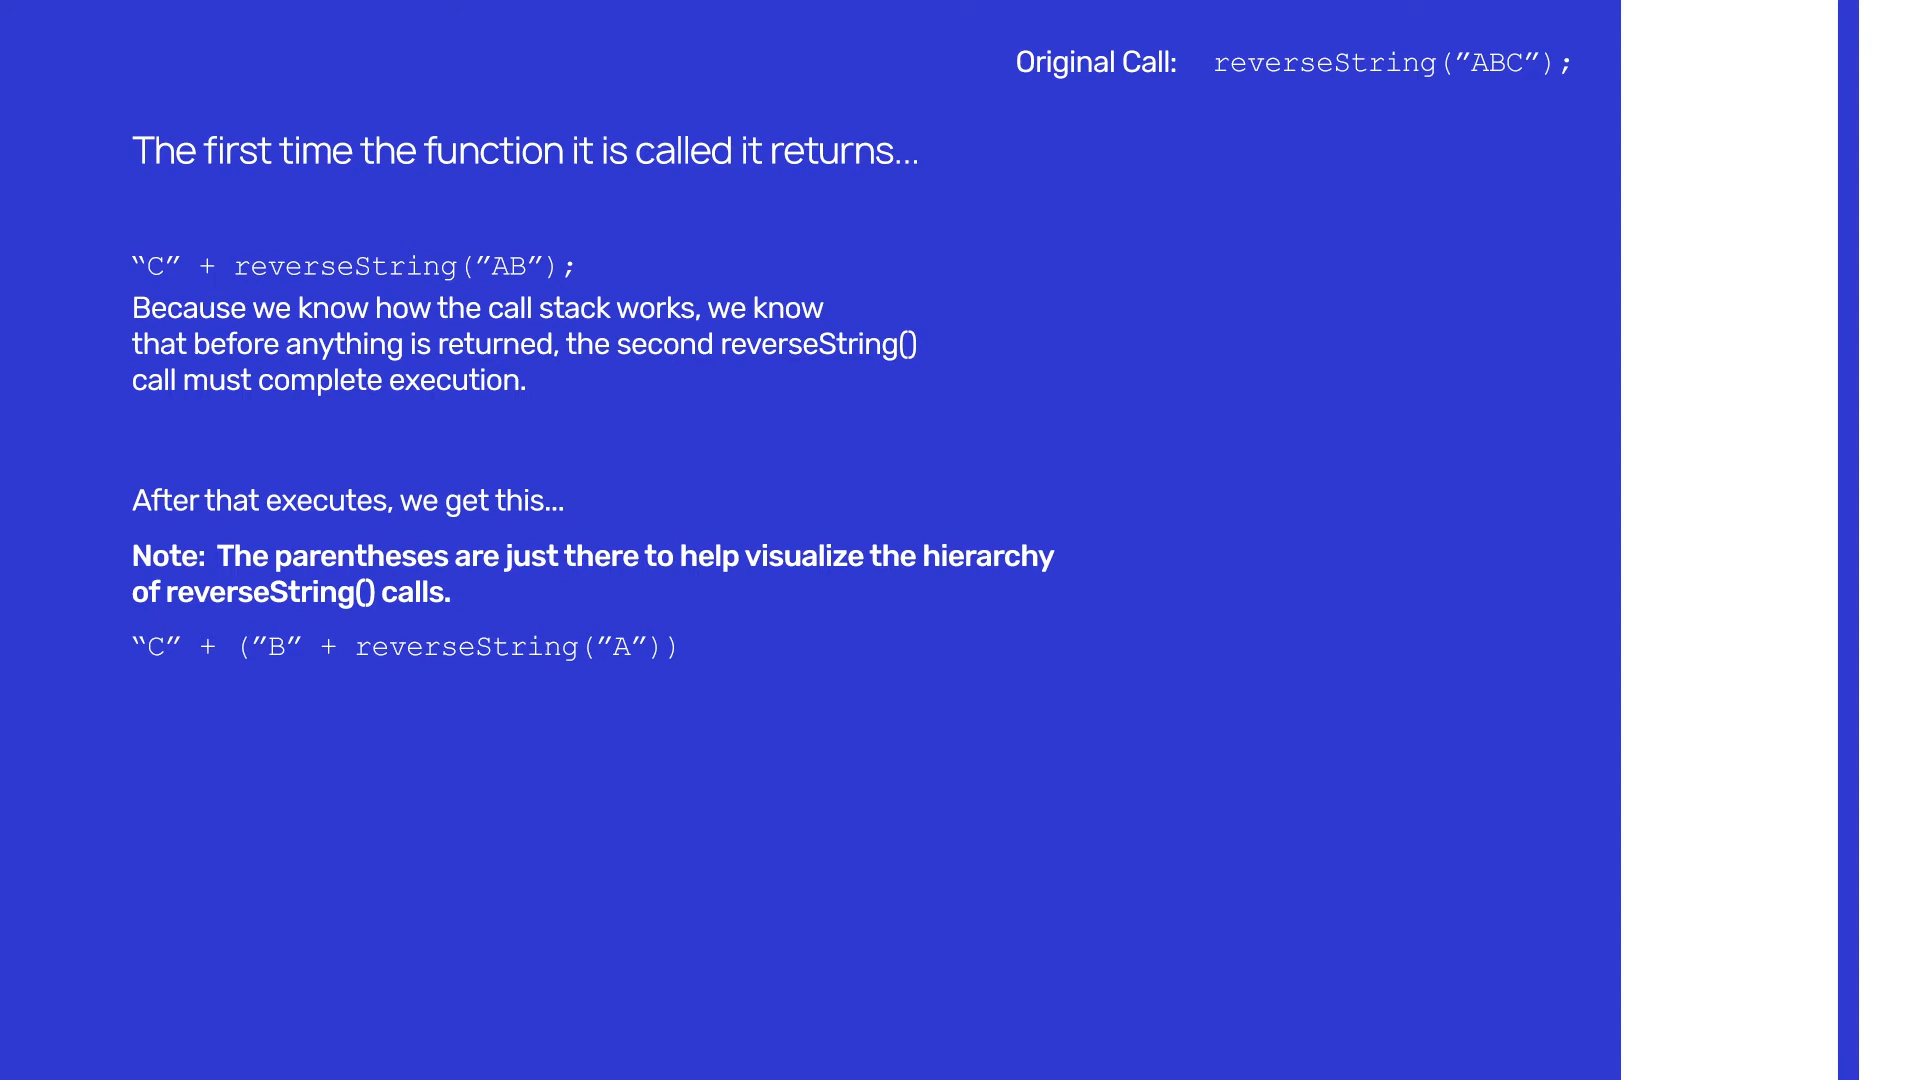 Original Call: reverseString(”ABC”);
The first time the function it is called it returns...
“C” + reverseString(”AB”);
Because we know how the call stack works, we know
that before anything is returned, the second reverseString()
call must complete execution.
After that executes, we get this...
Note: The parentheses are just there to help visualize the hierarchy
of reverseString() calls.
“C” + (”B” + reverseString(”A”))